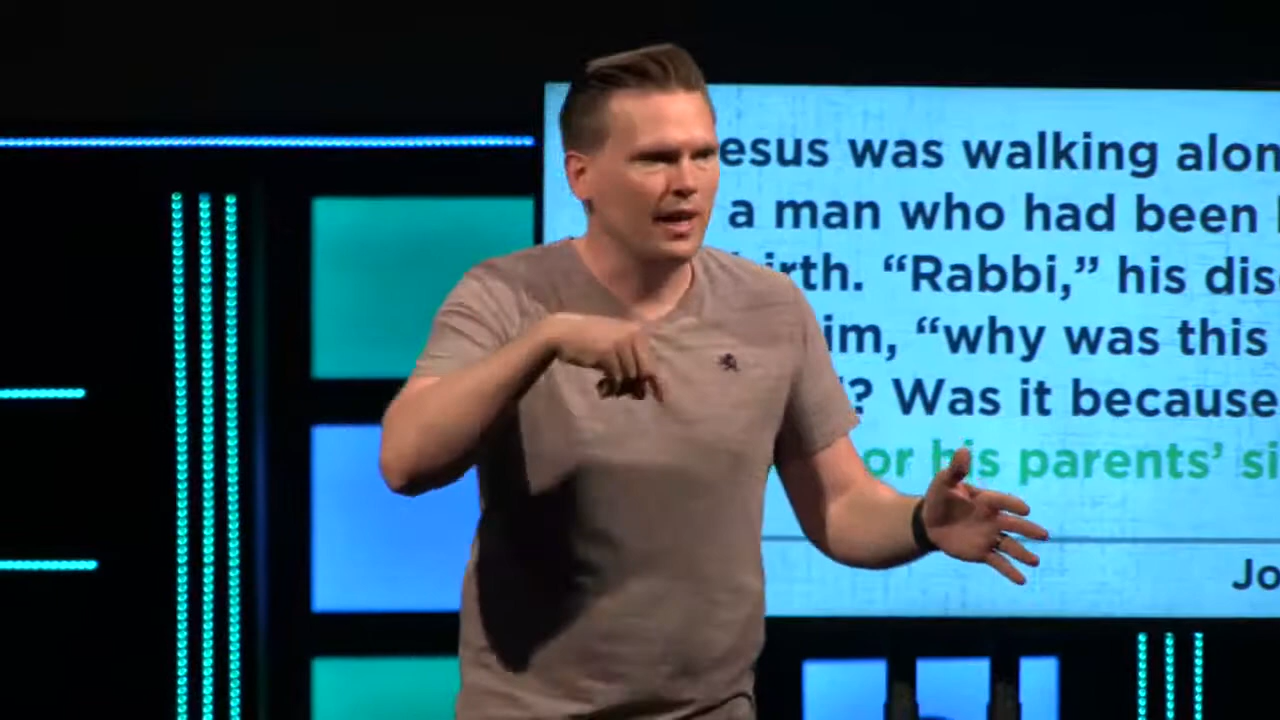 esus was walking alon
a man who had been
irth. “Rabbi,” his dis
im, “why was this
? Was it because
or his parents’ si
Jo